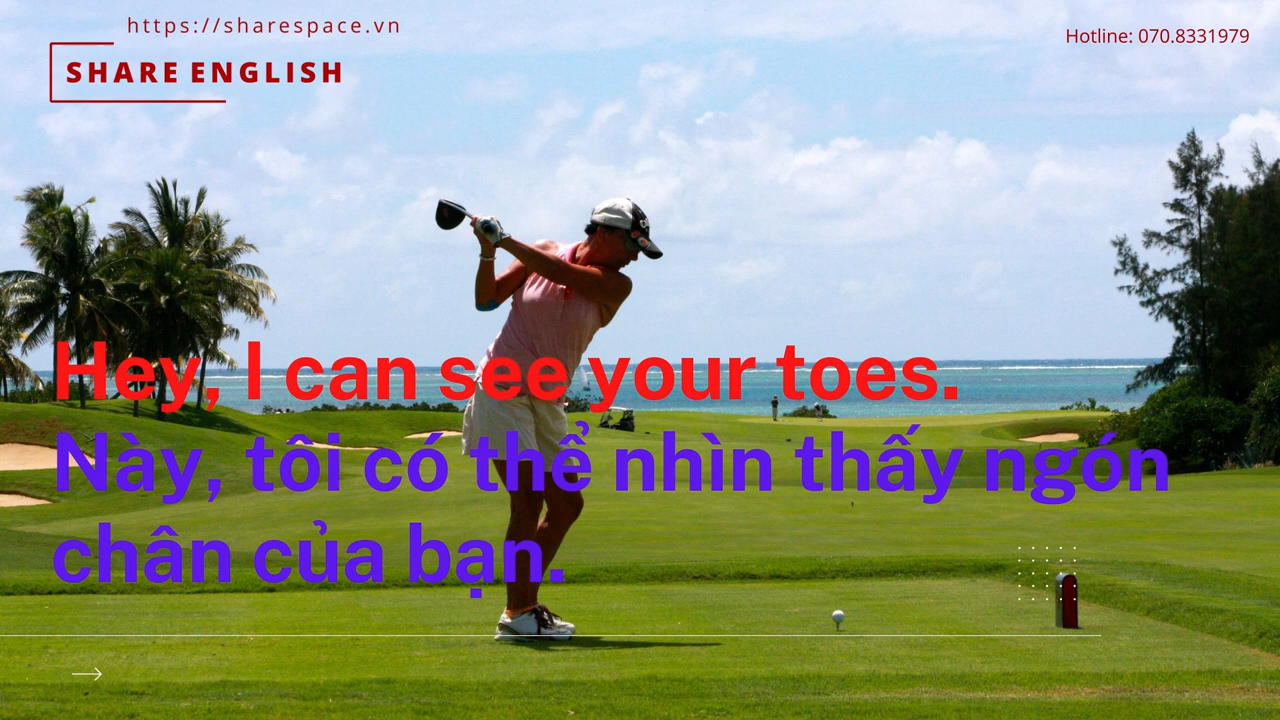 https://sharespace.vn
Hotline: 070.8331979
SHARE ENGLISH
Hey, I can see your toes.
Này, tôi có thể nhìn thấy ngón
chân của bạn.